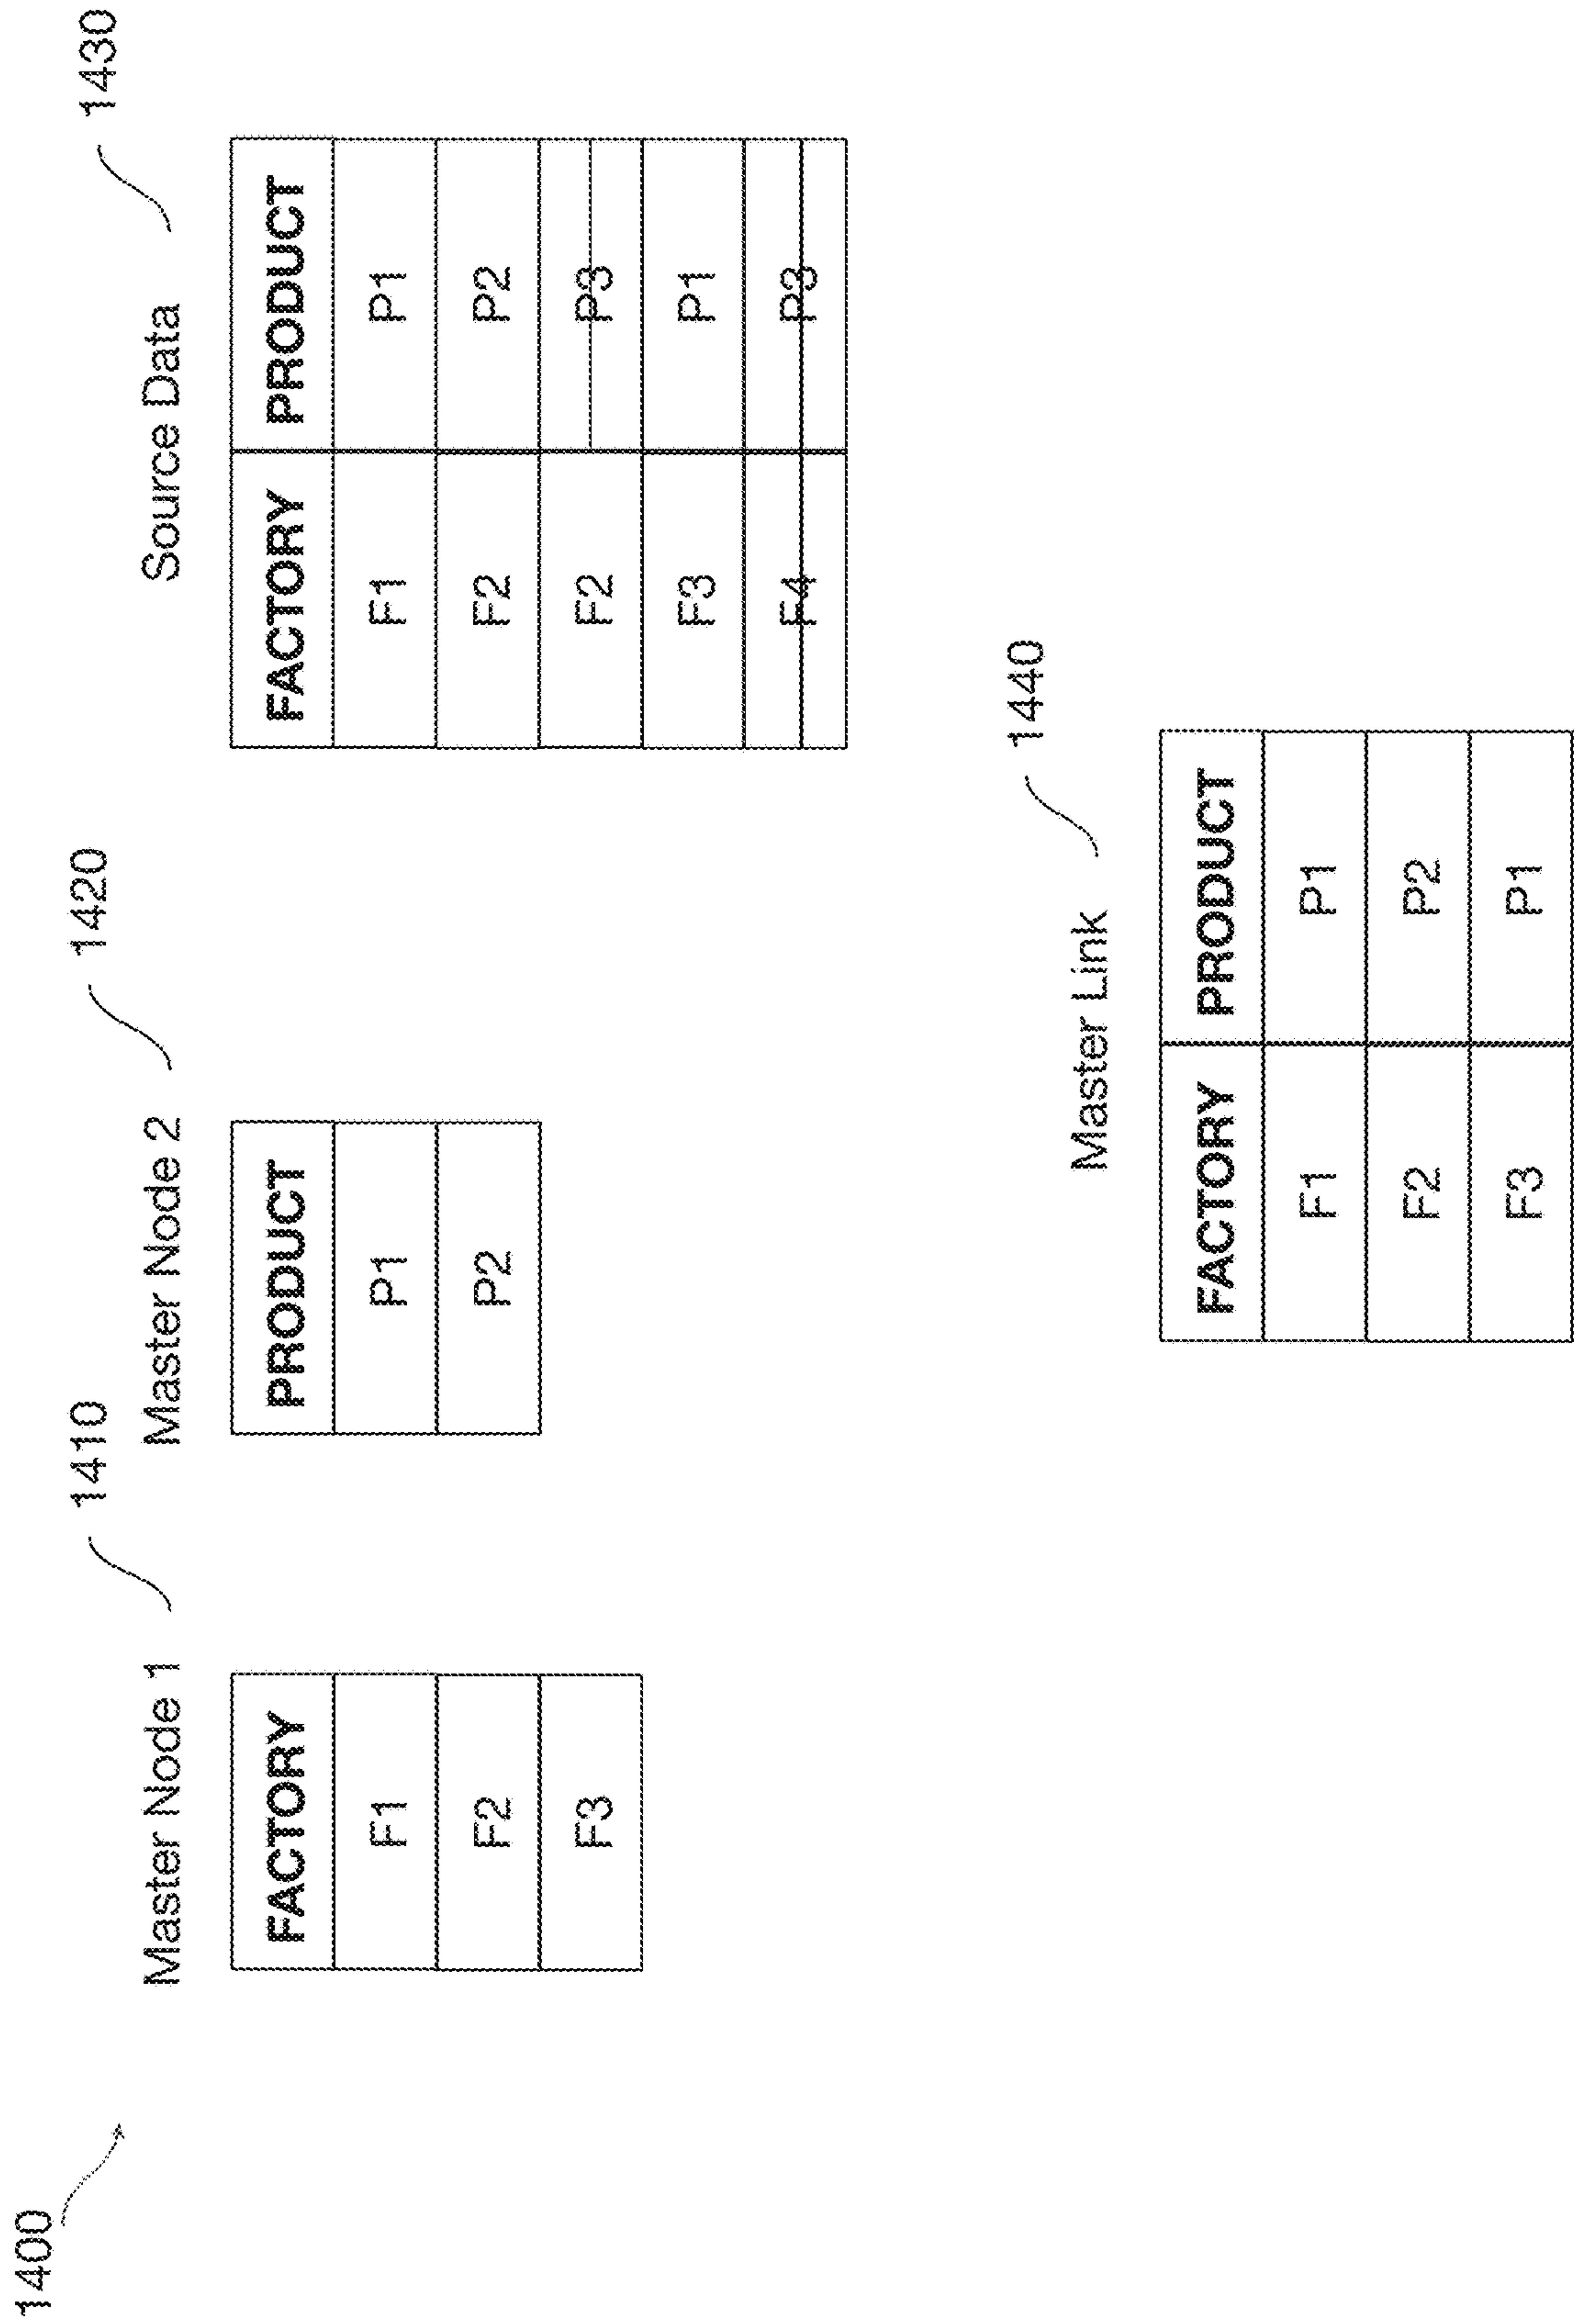 1400
1410
1420
1430
Master Node 1
Master Node 2
Source Data
FACTORY
F1
F2
F3
PRODUCT
P1
P2
FACTORY PRODUCT
F1 P1
F2 P2
F2 P3
F3 P1
F4 P3
1440
Master Link
FACTORY PRODUCT
F1 P1
F2 P2
F3 P1